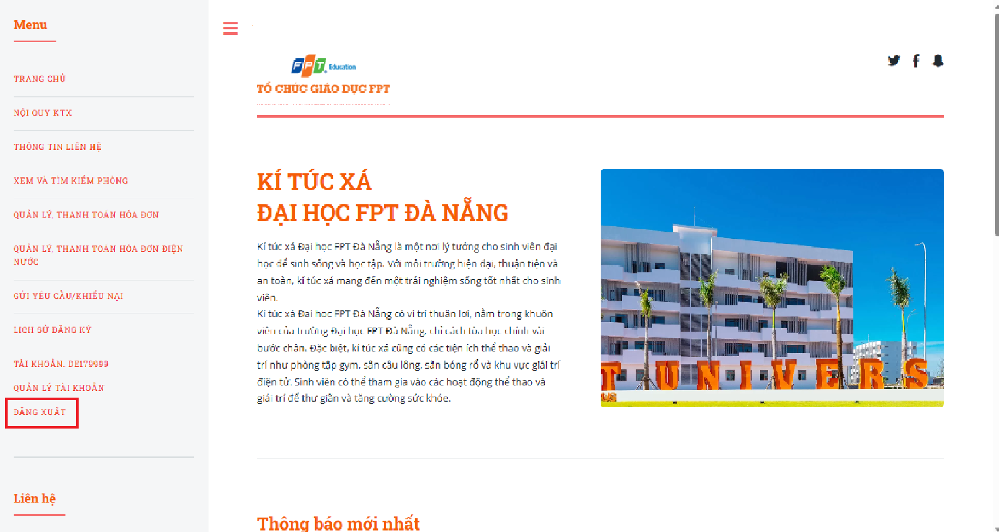 Menu
TRANG CHỦ
NỘI QUY KTX
THÔNG TIN LIÊN HỆ
XEM VÀ TÌM KIẾM PHÒNG
QUẢN LÝ, THANH TOÁN HÓA ĐƠN
QUẢN LÝ, THANH TOÁN HÓA ĐƠN ĐIỆN
NƯỚC
GỬI YÊU CẦU/KHIẾU NẠI
LỊCH SỬ ĐĂNG KÝ
TÀI KHOẢN. DE179999
QUẢN LÝ TÀI KHOẢN
ĐĂNG XUẤT
Liên hệ
FPT Education
TỔ CHỨC GIÁO DỤC FPT
KÍ TÚC XÁ
ĐẠI HỌC FPT ĐÀ NẴNG
Kí túc xá Đại học FPT Đà Nẵng là một nơi lý tưởng cho sinh viên đại
học để sinh sống và học tập. Với môi trường hiện đại, thuận tiện và
an toàn, kí túc xá mang đến một trải nghiệm sống tốt nhất cho sinh
viên.
Kí túc xá Đại học FPT Đà Nẵng có vị trí thuận lợi, nằm trong khuôn
viên của trường Đại học FPT Đà Nẵng, chỉ cách tòa học chính vài
bước chân. Đặc biệt, kí túc xá cũng có các tiện ích thể thao và giải
trí như phòng tập gym, sân cầu lông, sân bóng rổ và khu vực giải trí
điện tử. Sinh viên có thể tham gia vào các hoạt động thể thao và
giải trí để thư giãn và tăng cường sức khỏe.
T UNIVERS
Thông báo mới nhất